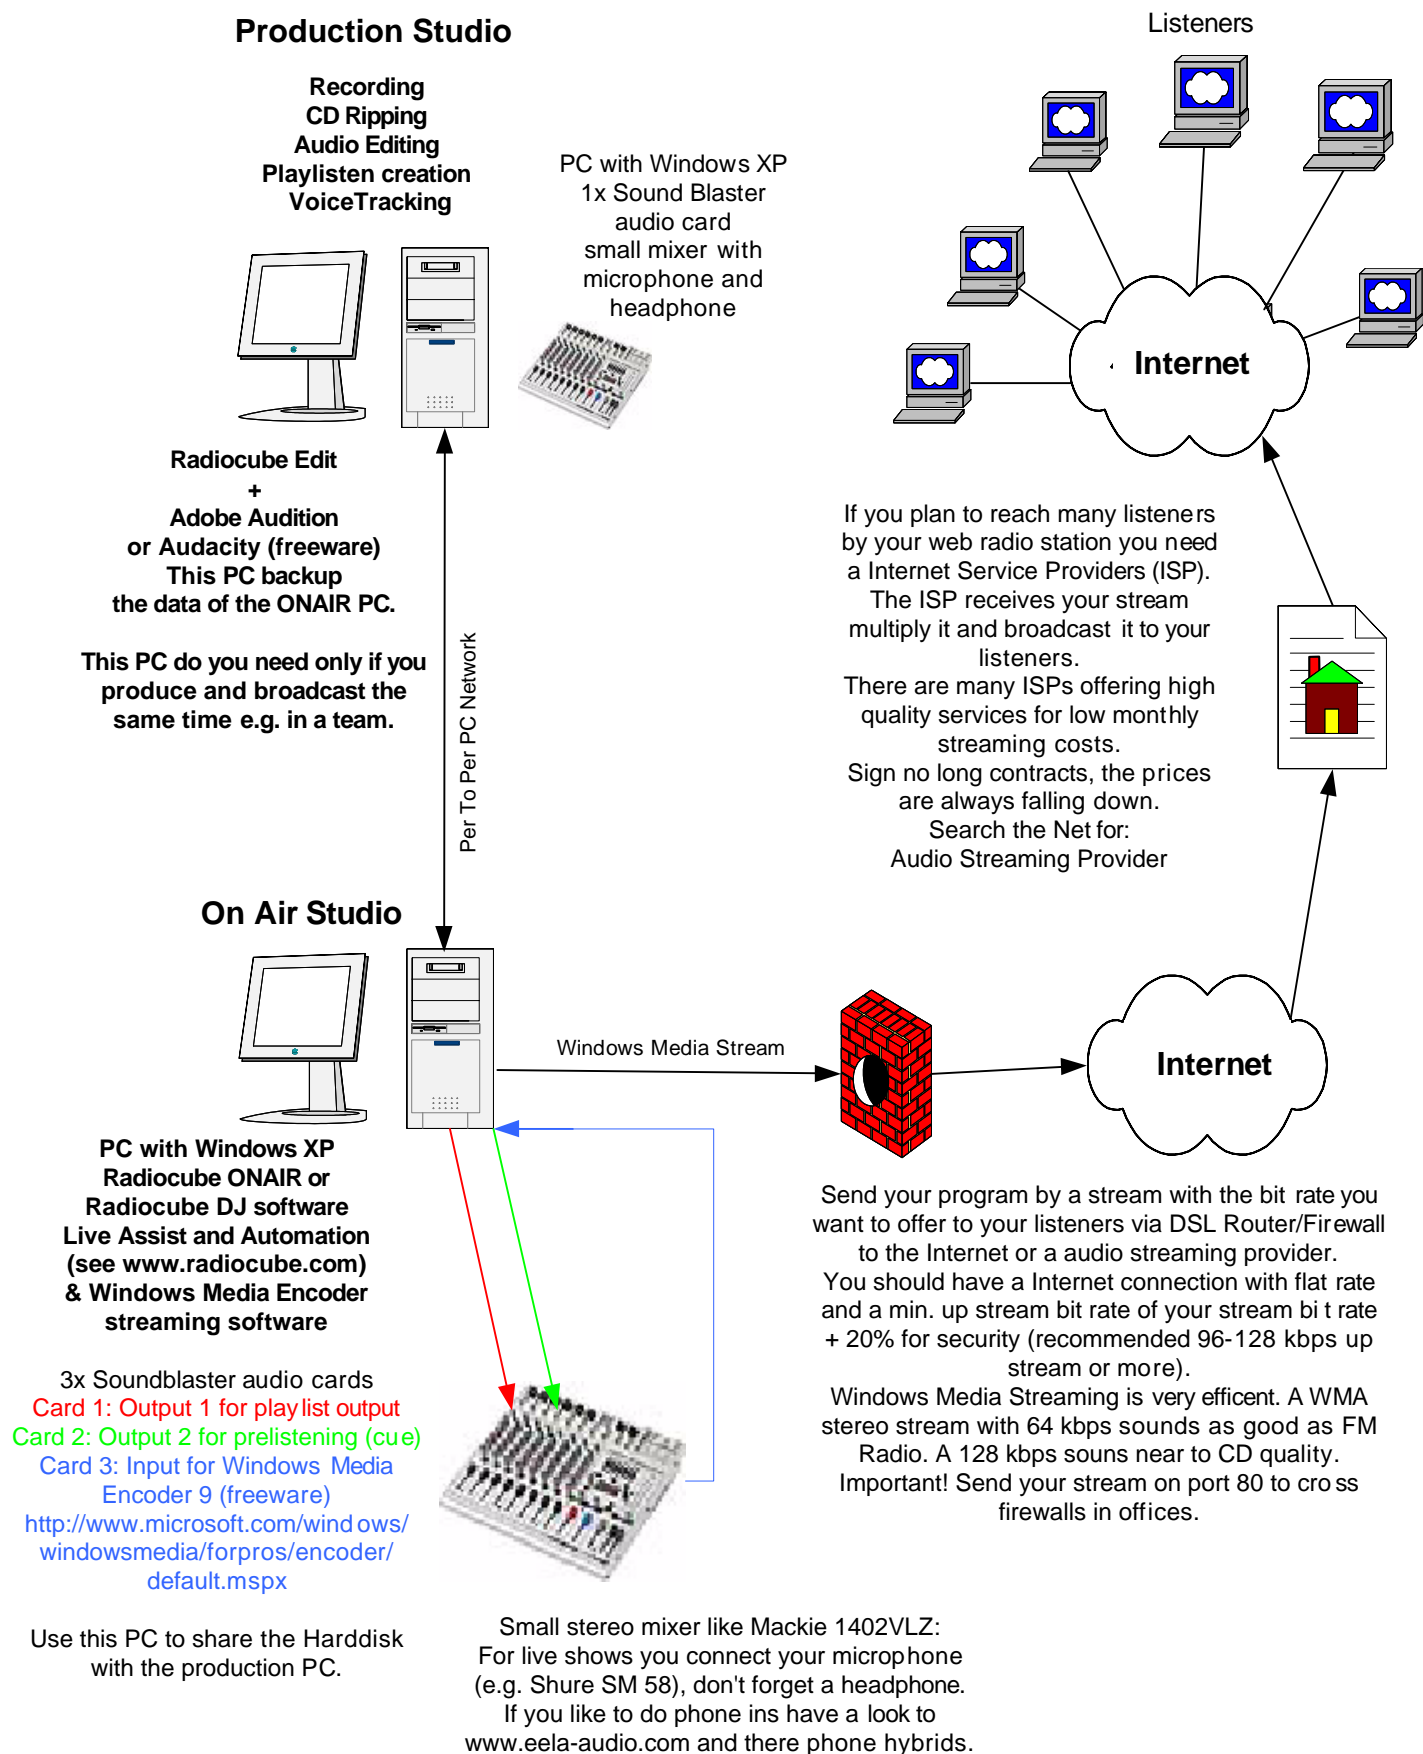 Production Studio
Recording
CD Ripping
Audio Editing
Playlisten creation
VoiceTracking
PC with Windows XP
1x Sound Blaster
audio card
small mixer with
microphone and
headphone
Radiocube Edit
+
Adobe Audition
or Audacity (freeware)
This PC backup
the data of the ONAIR PC.
This PC do you need only if you
produce and broadcast the
same time e.g. in a team.
Per To Per PC Network
Listeners
Internet
If you plan to reach many listeners
by your web radio station you need
a Internet Service Providers (ISP).
The ISP receives your stream
multiply it and broadcast it to your
listeners.
There are many ISPs offering high
quality services for low monthly
streaming costs.
Sign no long contracts, the prices
are always falling down.
Search the Net for:
Audio Streaming Provider
On Air Studio
Windows Media Stream
Internet
PC with Windows XP
Radiocube ONAIR or
Radiocube DJ software
Live Assist and Automation
(see www.radiocube.com)
& Windows Media Encoder
streaming software
3x Soundblaster audio cards
Card 1: Output 1 for playlist output
Card 2: Output 2 for prelistening (cue)
Card 3: Input for Windows Media
Encoder 9 (freeware)
http://www.microsoft.com/windows/
windowsmedia/forpros/encoder/
default.mspx
Use this PC to share the Harddisk
with the production PC.
Send your program by a stream with the bit rate you
want to offer to your listeners via DSL Router/Firewall
to the Internet or a audio streaming provider.
You should have a Internet connection with flat rate
and a min. up stream bit rate of your stream bit rate
+ 20% for security (recommended 96-128 kbps up
stream or more).
Windows Media Streaming is very efficent. A WMA
stereo stream with 64 kbps sounds as good as FM
Radio. A 128 kbps souns near to CD quality.
Important! Send your stream on port 80 to cross
firewalls in offices.
Small stereo mixer like Mackie 1402VLZ:
For live shows you connect your microphone
(e.g. Shure SM 58), don't forget a headphone.
If you like to do phone ins have a look to
www.eela-audio.com and there phone hybrids.